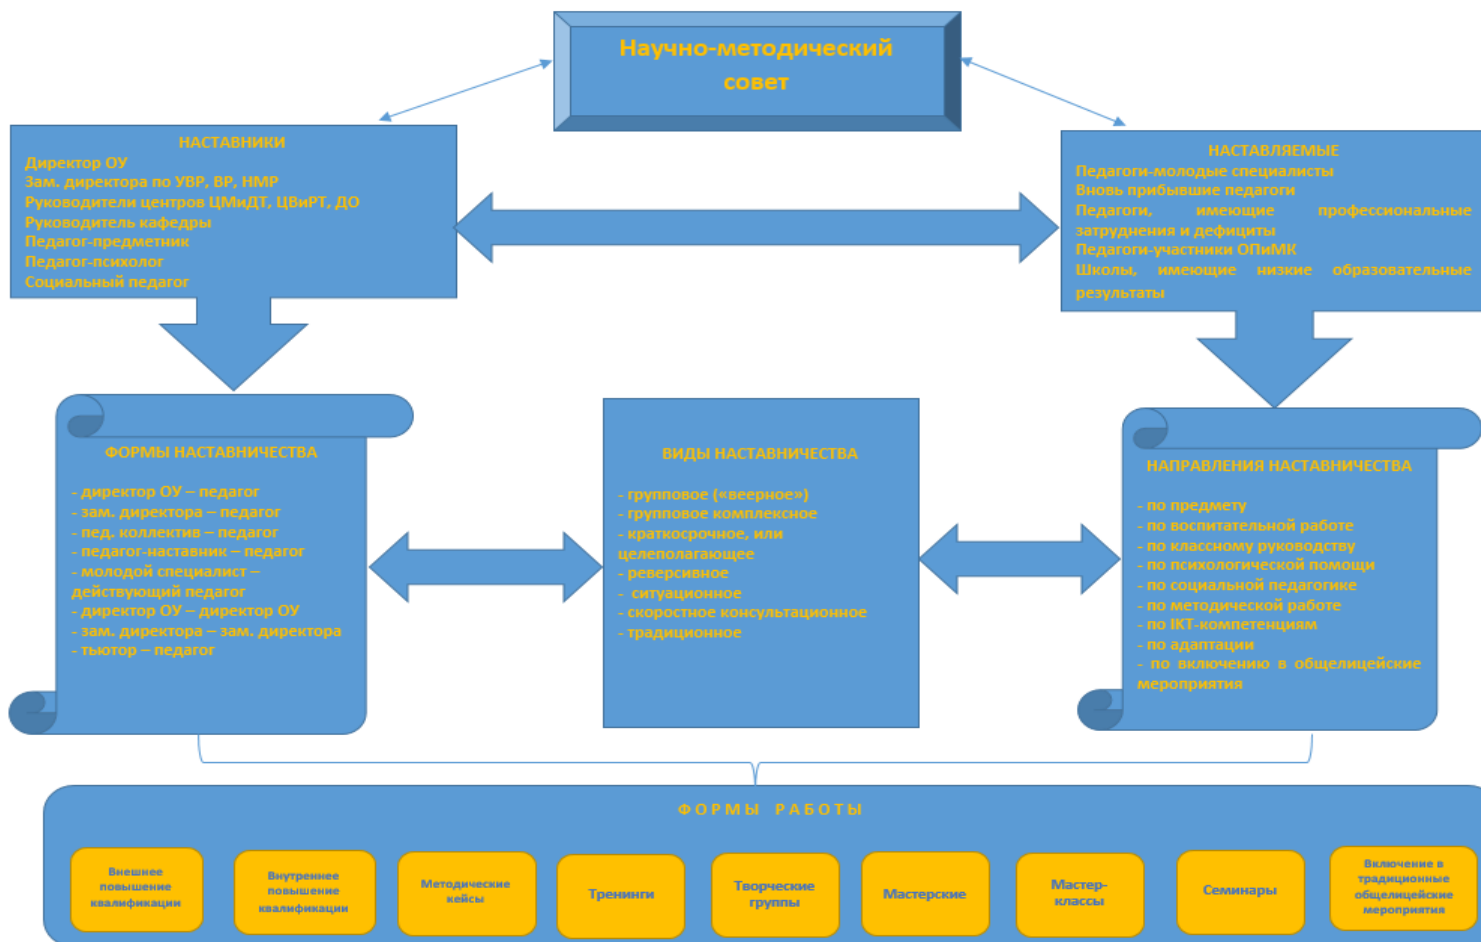 Научно-методический
совет
НАСТАВНИКИ
Директор ОУ
Зам. директора по УВР, ВР, НМР
Руководители центров ЦМиДТ, ЦВиРТ, ДО
Руководитель кафедры
Педагог-предметник
Педагог-психолог
Социальный педагог
НАСТАВЛЯЕМЫЕ
Педагоги-молодые специалисты
Вновь прибывшие педагоги
Педагоги, имеющие профессиональные
затруднения и дефициты
Педагоги-участники ОПиМК
Школы, имеющие низкие образовательные
результаты
ФОРМЫ НАСТАВНИЧЕСТВА
- директор ОУ – педагог
- зам. директора – педагог
- пед. коллектив – педагог
- педагог-наставник – педагог
- молодой специалист –
действующий педагог
- директор ОУ – директор ОУ
- зам. директора – зам. директора
- тьютор – педагог
ВИДЫ НАСТАВНИЧЕСТВА
- групповое («веерное»)
- групповое комплексное
- краткосрочное, или
целеполагающее
- реверсивное
- ситуационное
- скоростное консультационное
- традиционное
НАПРАВЛЕНИЯ НАСТАВНИЧЕСТВА
- по предмету
- по воспитательной работе
- по классному руководству
- по психологической помощи
- по социальной педагогике
- по методической работе
- по ІКТ-компетенциям
- по адаптации
- по включению в общелицейские
мероприятия
ФОРМЫ РАБОТЫ
Внешнее
повышение
квалификации
Внутреннее
повышение
квалификации
Методические
кейсы
Тренинги
Творческие
группы
Мастерские
Мастер-
классы
Семинары
Включение в
традиционные
общелицейские
мероприятия